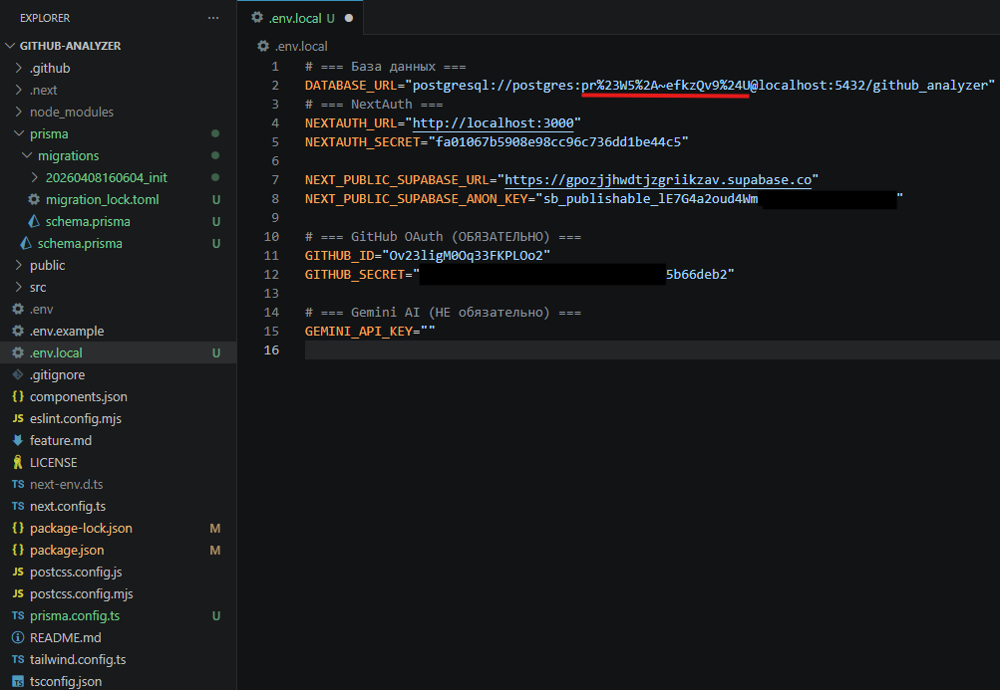 EXPLORER
...
GITHUB-ANALYZER
.github
.next
node_modules
prisma
migrations
20260408160604_init
migration_lock.toml U
schema.prisma U
schema.prisma U
public
src
.env
.env.example
.env.local U
.gitignore
components.json
eslint.config.mjs
feature.md
LICENSE
next-env.d.ts
next.config.ts
package-lock.json M
package.json M
postcss.config.js
postcss.config.mjs
prisma.config.ts U
README.md
tailwind.config.ts
tsconfig.json
.env.local U
.env.local
1 # === База данных ===
2 DATABASE_URL="postgresql://postgres:pr%23W5%2A~efkzQv9%24U@localhost:5432/github_analyzer"
3 # === NextAuth ===
4 NEXTAUTH_URL="http://localhost:3000"
5 NEXTAUTH_SECRET="fa01067b5908e98cc96c736dd1be44c5"
6
7 NEXT_PUBLIC_SUPABASE_URL="https://gpozjjhwdtjzgriikzav.supabase.co"
8 NEXT_PUBLIC_SUPABASE_ANON_KEY="sb_publishable_lE7G4a2oud4Wm "
9
10 # === GitHub OAuth (ОБЯЗАТЕЛЬНО) ===
11 GITHUB_ID="Ov23ligM0Oq33FKPLOo2"
12 GITHUB_SECRET=" 5b66deb2"
13
14 # === Gemini AI (НЕ обязательно) ===
15 GEMINI_API_KEY=""
16